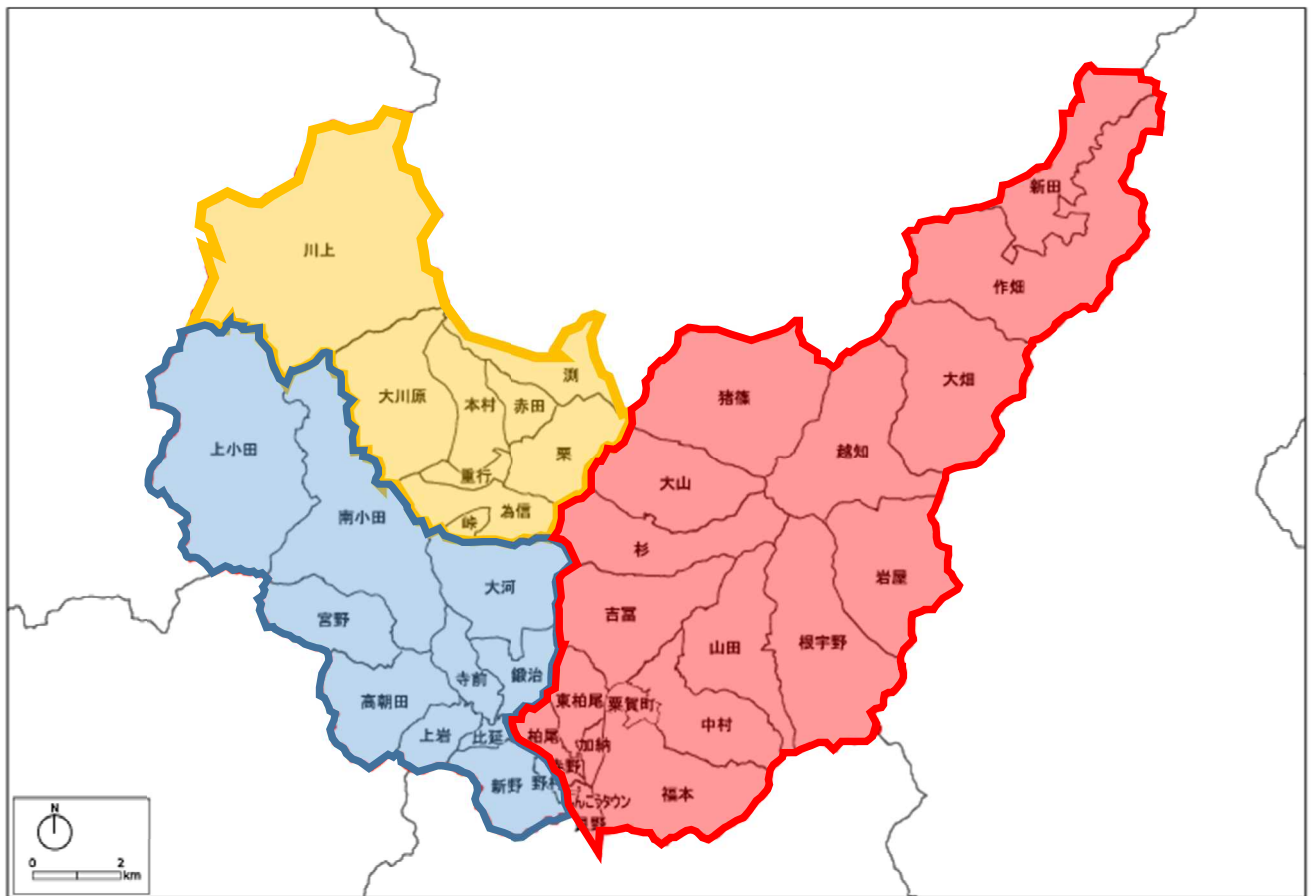 新田
川上
作畑
渕
大畑
大川原
本村
赤田
猪篠
上小田
栗
越知
重行
大山
南小田
峠
為信
杉
大河
岩屋
宮野
吉冨
山田
根宇野
寺前
鍛治
高朝田
東柏尾
粟賀町
中村
上岩
比延
柏尾
加納
新野
野村
福本
N
0 2
km